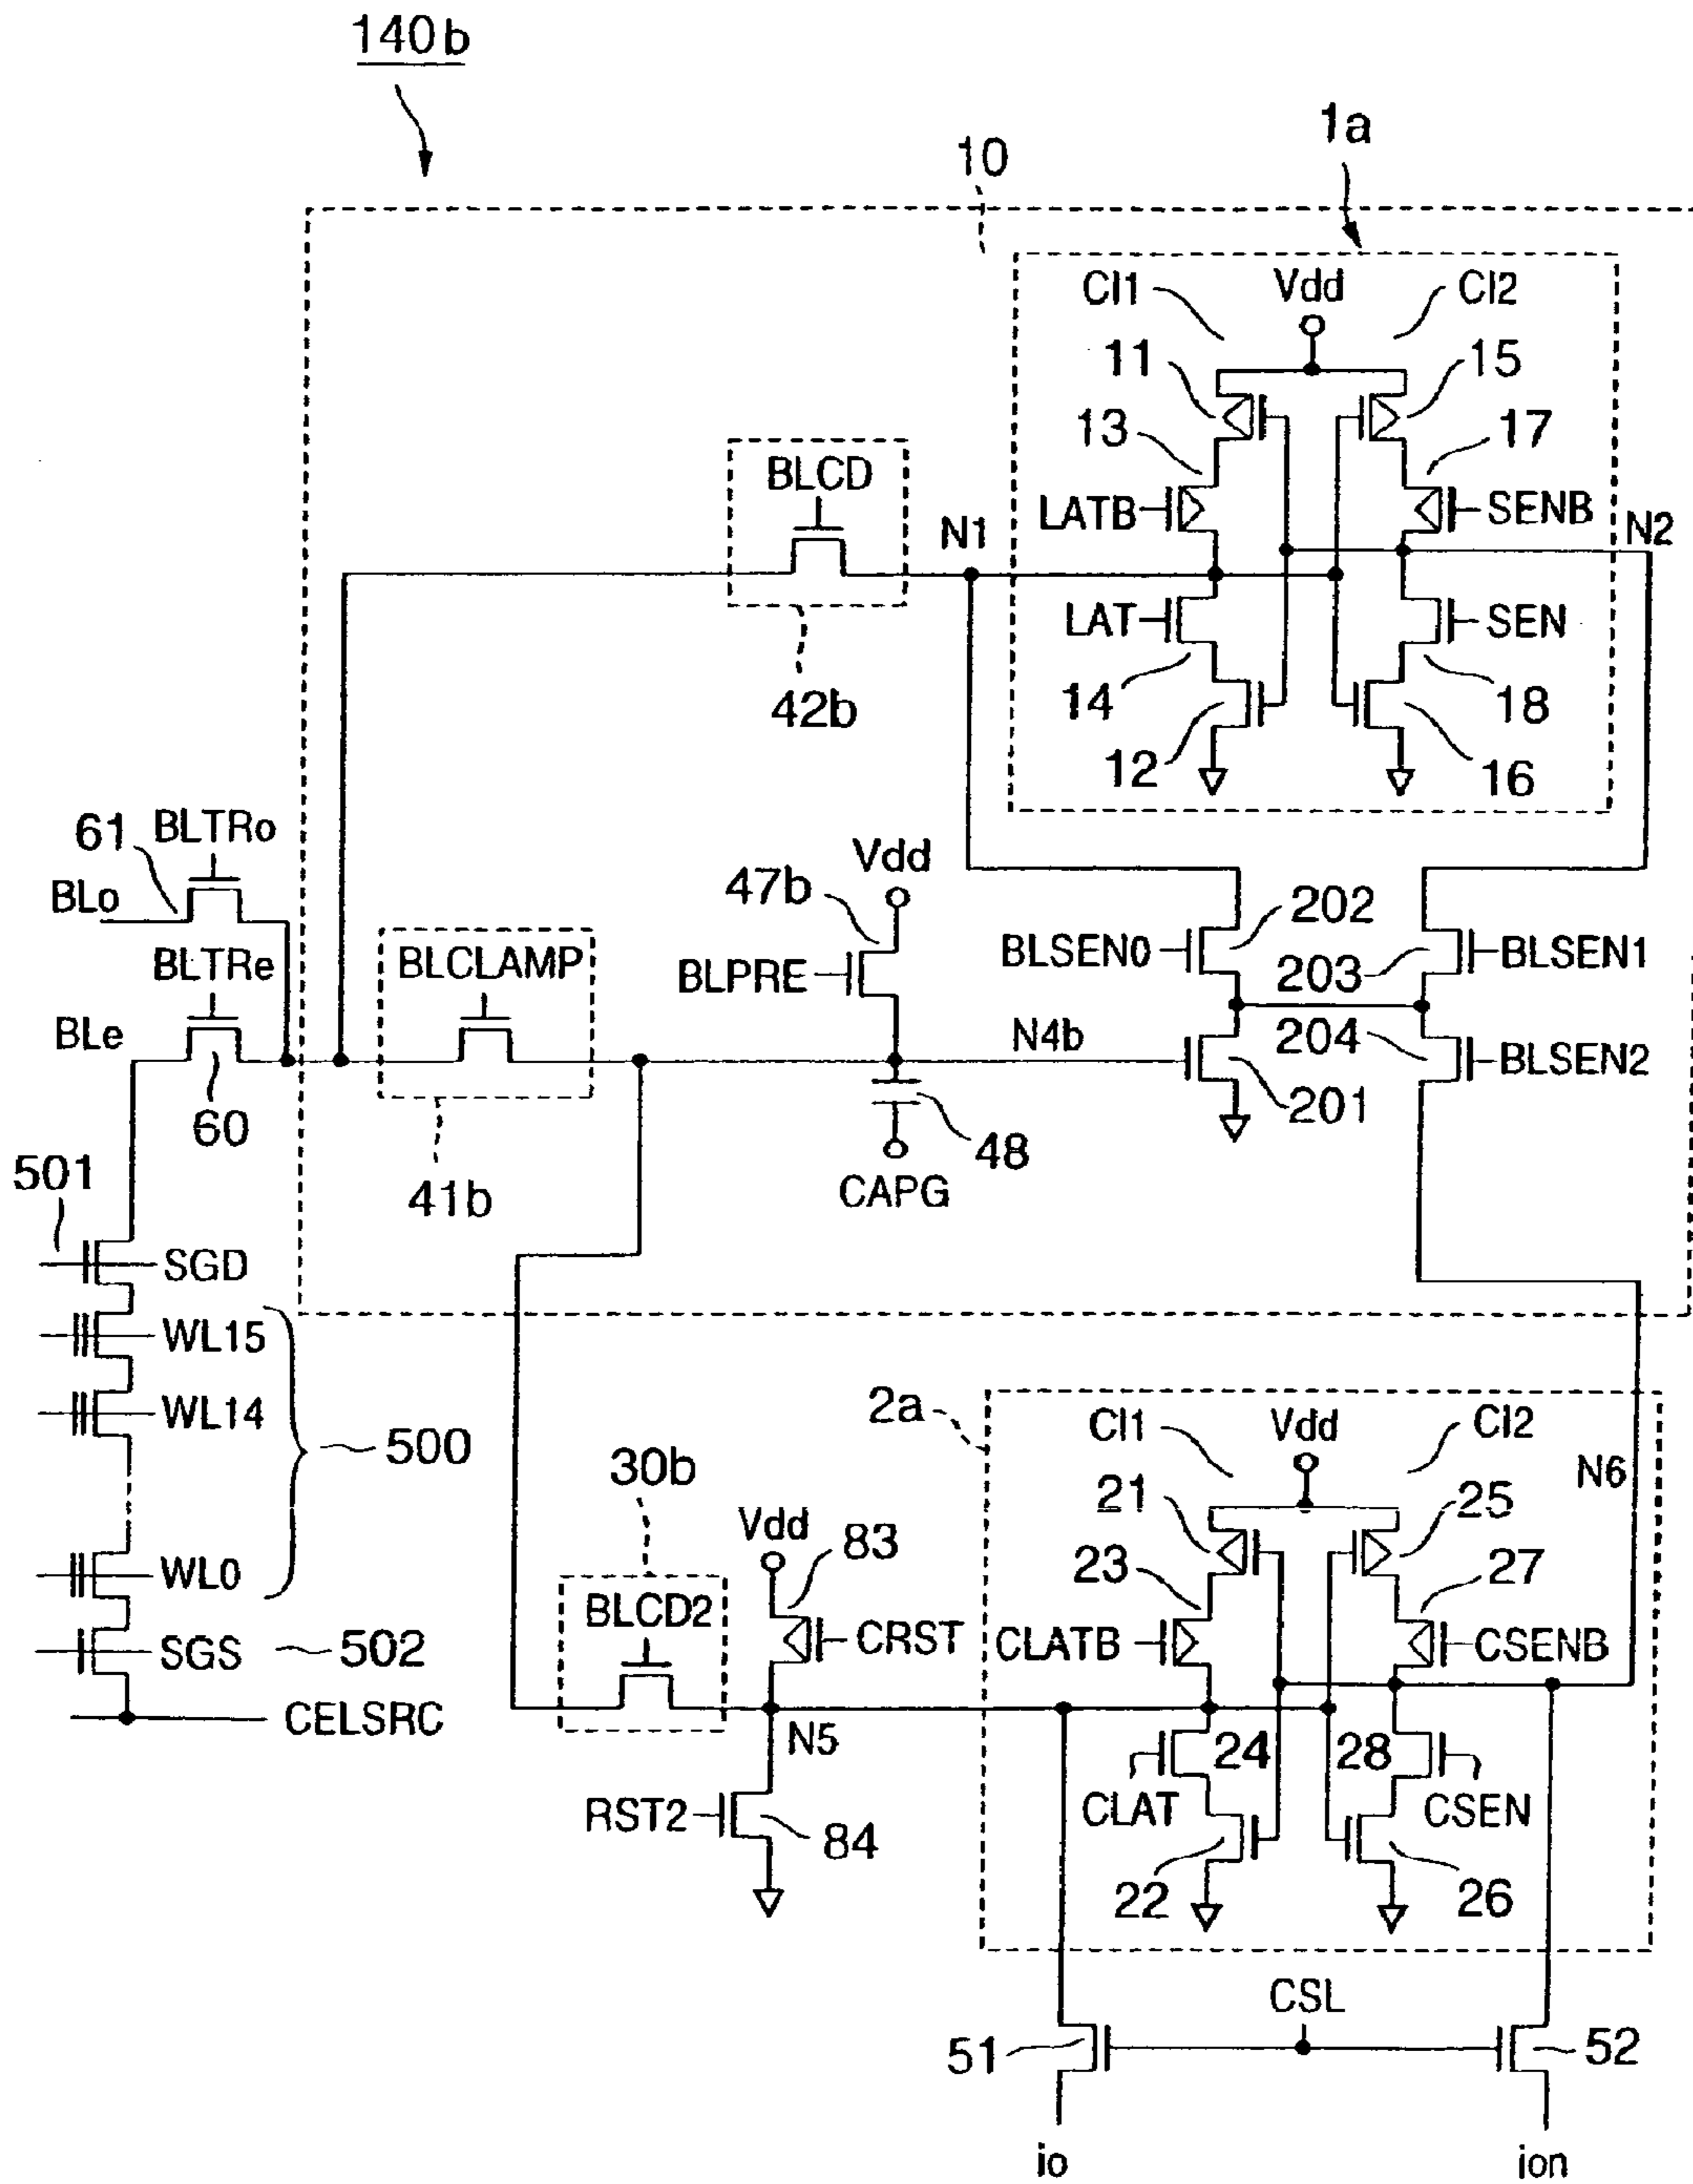 140b
10
1a
CI1
Vdd
CI2
11
15
13
17
BLCD
LATB
SENB
N1
N2
LAT
SEN
42b
14
18
12
16
BLTRo
61
Vdd
47b
BLo
202
BLTRe
BLCLAMP
BLPRE
BLSEN0
203
BLSEN1
BLe
N4b
204
BLSEN2
60
201
48
501
41b
CAPG
SGD
WL15
2a
CI1
Vdd
CI2
WL14
500
30b
N6
21
25
Vdd
83
23
27
WL0
BLCD2
SGS
502
CRST
CLATB
CSENB
CELSRC
N5
24
28
RST2
CLAT
CSEN
84
22
26
CSL
51
52
io
ion